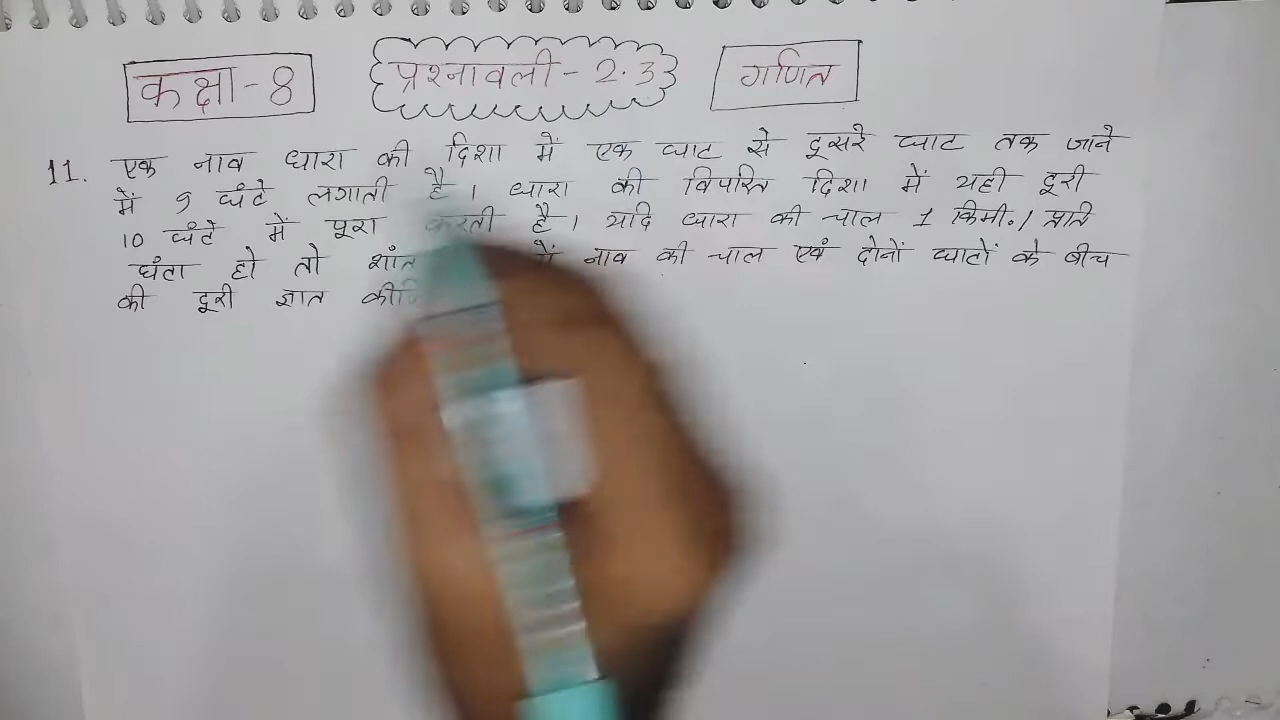 कक्षा-8
प्रश्नावली-2.3
गणित
11. एक नाव धारा की दिशा में एक घाट से दूसरे घाट तक जाने
में 9 घंटे लगाती है। धारा की विपरित दिशा में यही दूरी
10 घंटे में पूरा करती है। यदि धारा की चाल 1 किमी./प्रति
घंटा हो तो शांत में नाव की चाल एवं दोनों घाटों के बीच
की दूरी ज्ञात